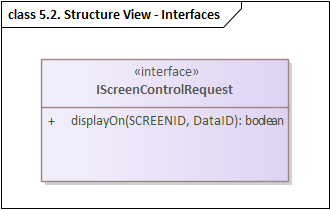 class 5.2. Structure View - Interfaces
«interface»
IScreenControlRequest
+ displayOn(SCREENID, DataID): boolean